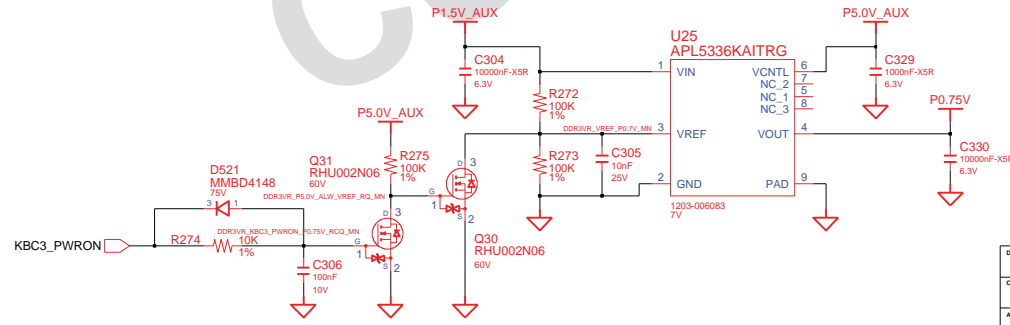 P1.5V_AUX
P5.0V_AUX
U25
APL5336KAITRG
C304
10000nF-X5R
6.3V
1 VIN
VCNTL 6
NC_2 7
NC_1 5
NC_3 8
C329
1000nF-X5R
6.3V
R272
100K
1%
P0.75V
P5.0V_AUX
DDR3VR_VREF_P0.7V_MN
3 VREF
VOUT 4
R275
100K
1%
D 3
R273
100K
1%
C305
10nF
25V
C330
10000nF-X5R
6.3V
Q31
RHU002N06
60V
D521
MMBD4148
75V
2 GND
PAD 9
DDR3VR_P5.0V_ALW_VREF_RQ_MN
G
1
S
2
1203-006083
7V
3 1
D 3
DDR3VR_KBC3_PWRON_P0.75V_RCQ_MN
KBC3_PWRON
R274
10K
1%
G
1
S
2
Q30
RHU002N06
60V
C306
100nF
10V
D
C
A